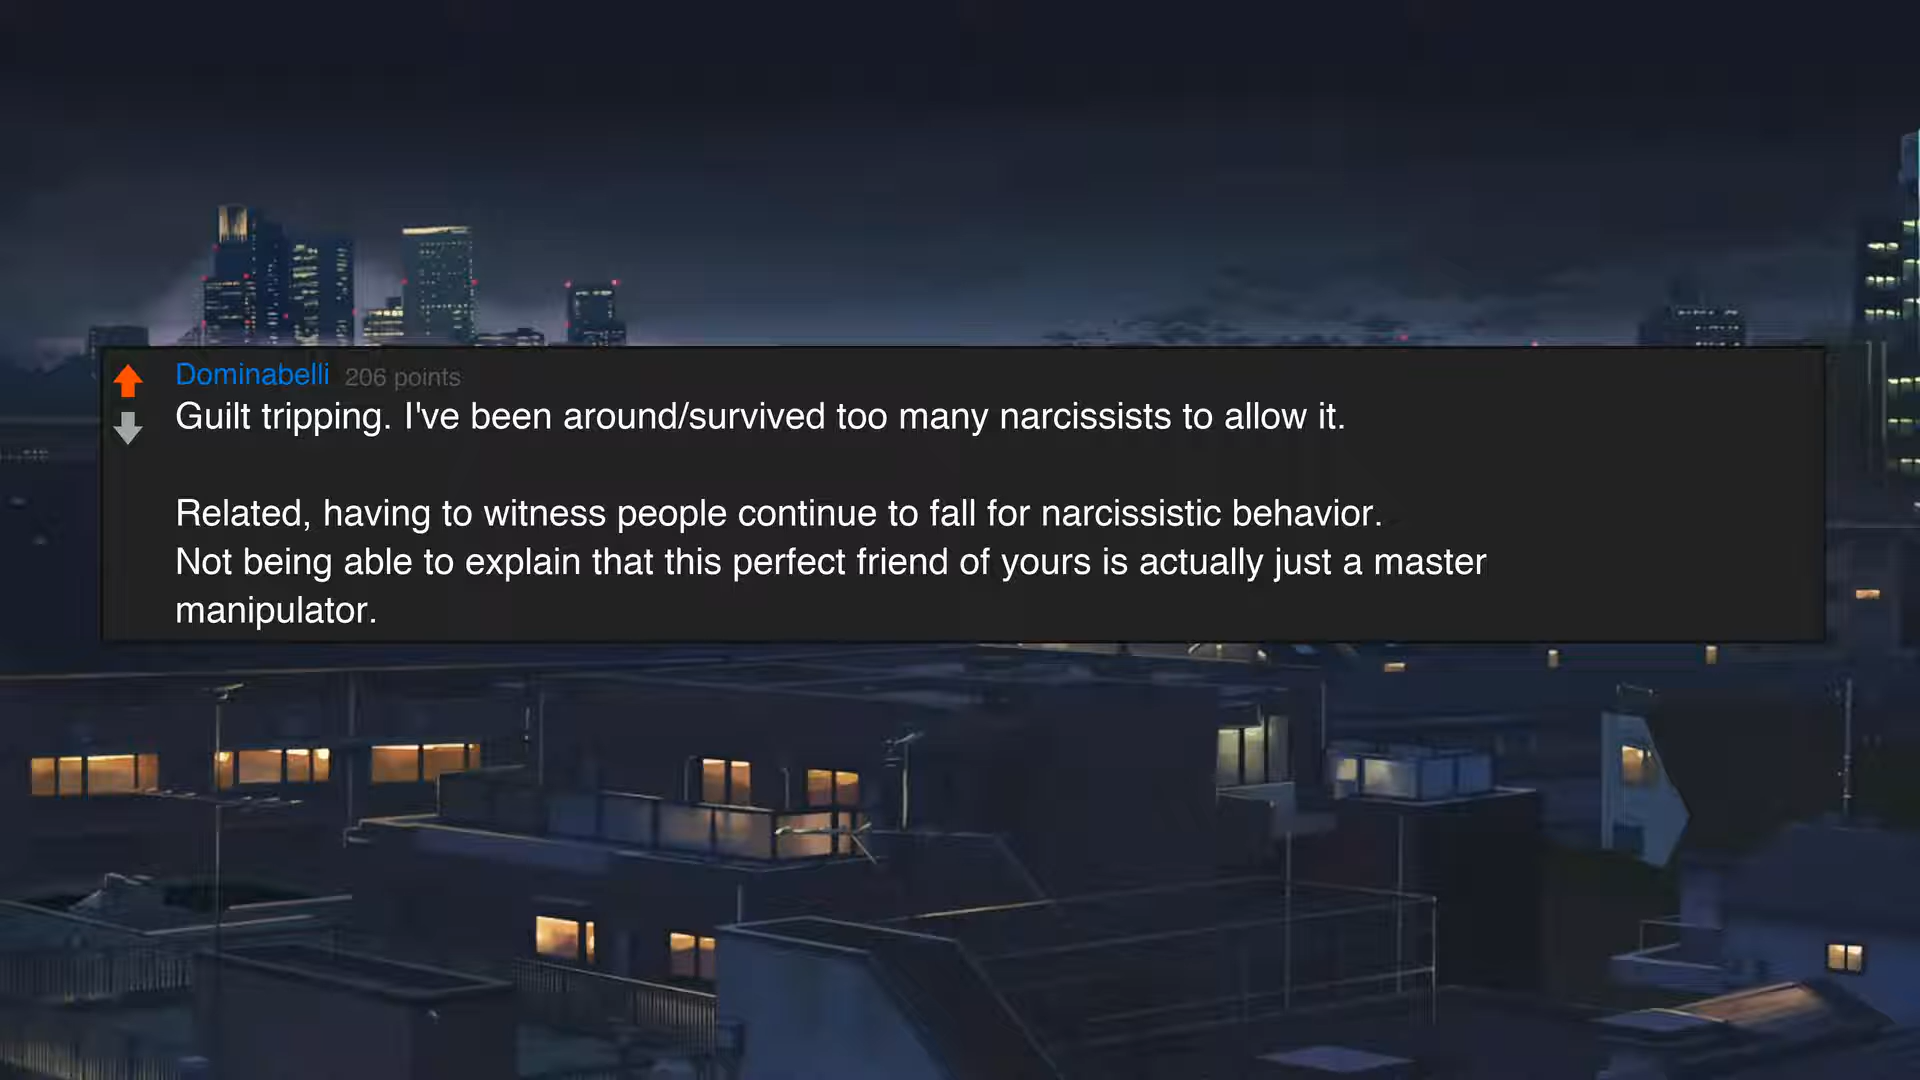 Dominabelli 206 points
Guilt tripping. I've been around/survived too many narcissists to allow it.
Related, having to witness people continue to fall for narcissistic behavior.
Not being able to explain that this perfect friend of yours is actually just a master
manipulator.